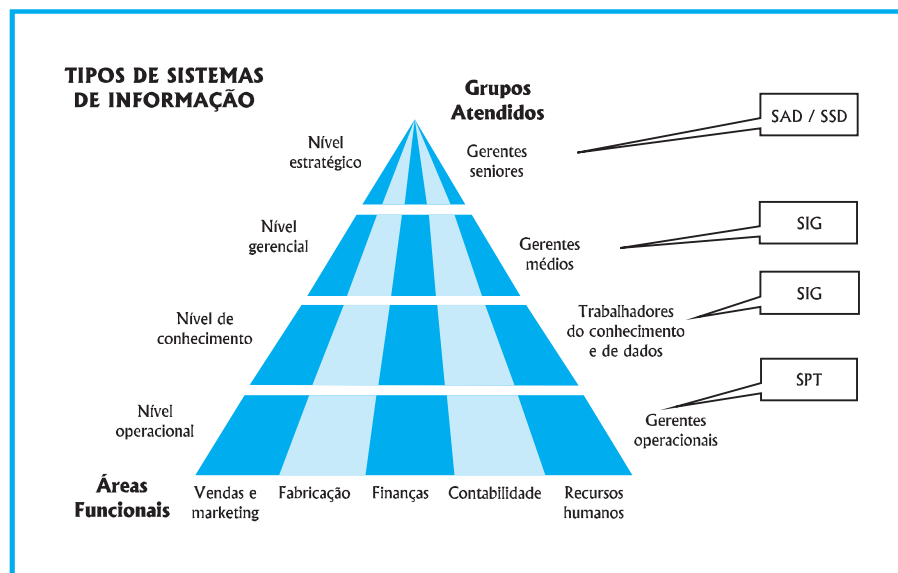 TIPOS DE SISTEMAS
DE INFORMAÇÃO
Grupos
Atendidos
SAD / SSD
Nível
estratégico
Gerentes
seniores
SIG
Nível
gerencial
Gerentes
médios
SIG
Nível de
conhecimento
Trabalhadores
do conhecimento
e de dados
SPT
Nível
operacional
Gerentes
operacionais
Áreas
Funcionais
Vendas e
marketing
Fabricação
Finanças
Contabilidade
Recursos
humanos